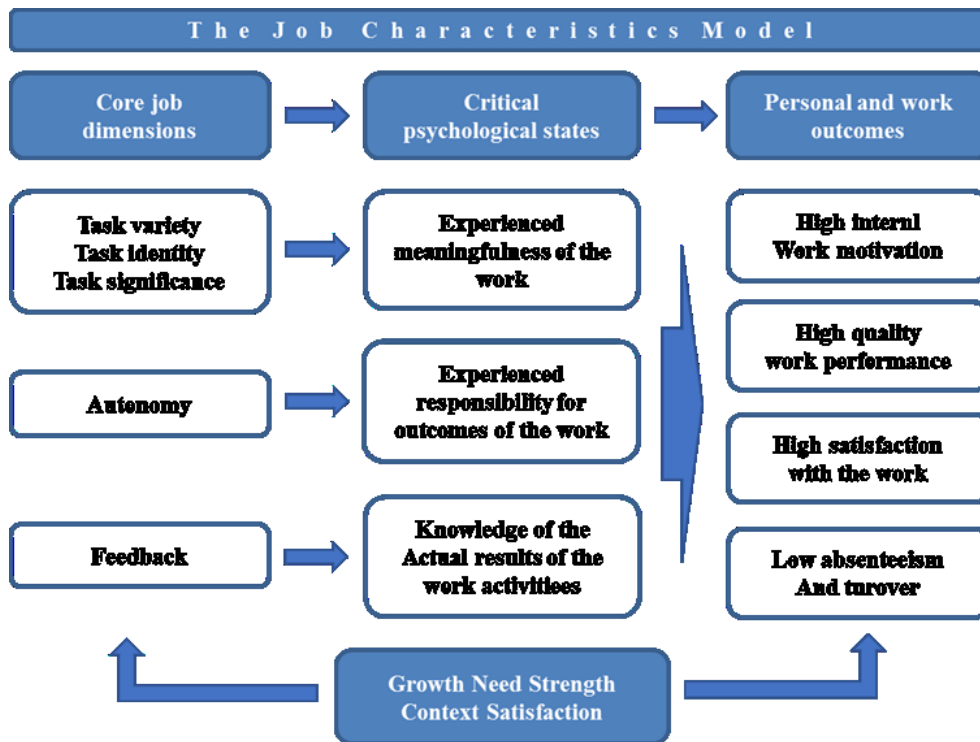 The Job Characteristics Model
Core job
dimensions
Critical
psychological states
Personal and work
outcomes
Task variety
Task identity
Task significance
Experienced
meaningfulness of the
work
High internl
Work motivation
High quality
work performance
Autonomy
Experienced
responsibility for
outcomes of the work
High satisfaction
with the work
Feedback
Knowledge of the
Actual results of the
work activitiees
Low absenteeism
And turover
Growth Need Strength
Context Satisfaction